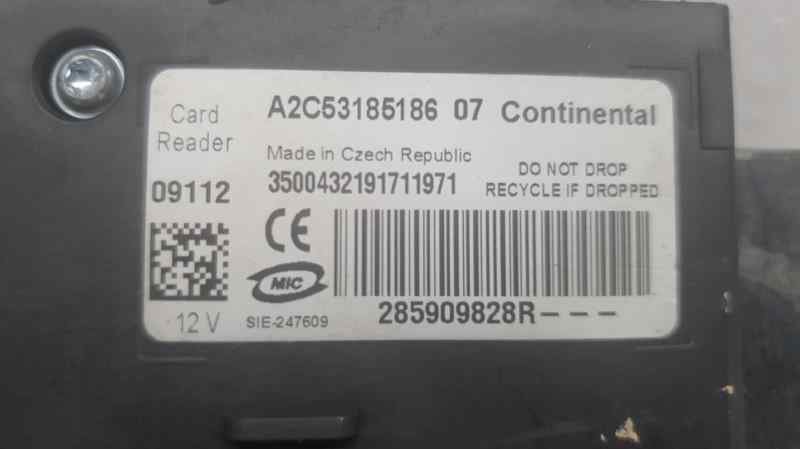 Card Reader
A2C53185186 07 Continental
Made in Czech Republic
09112
3500432191711971
DO NOT DROP
RECYCLE IF DROPPED
CE
MIC
12 V
SIE-247609
285909828R---